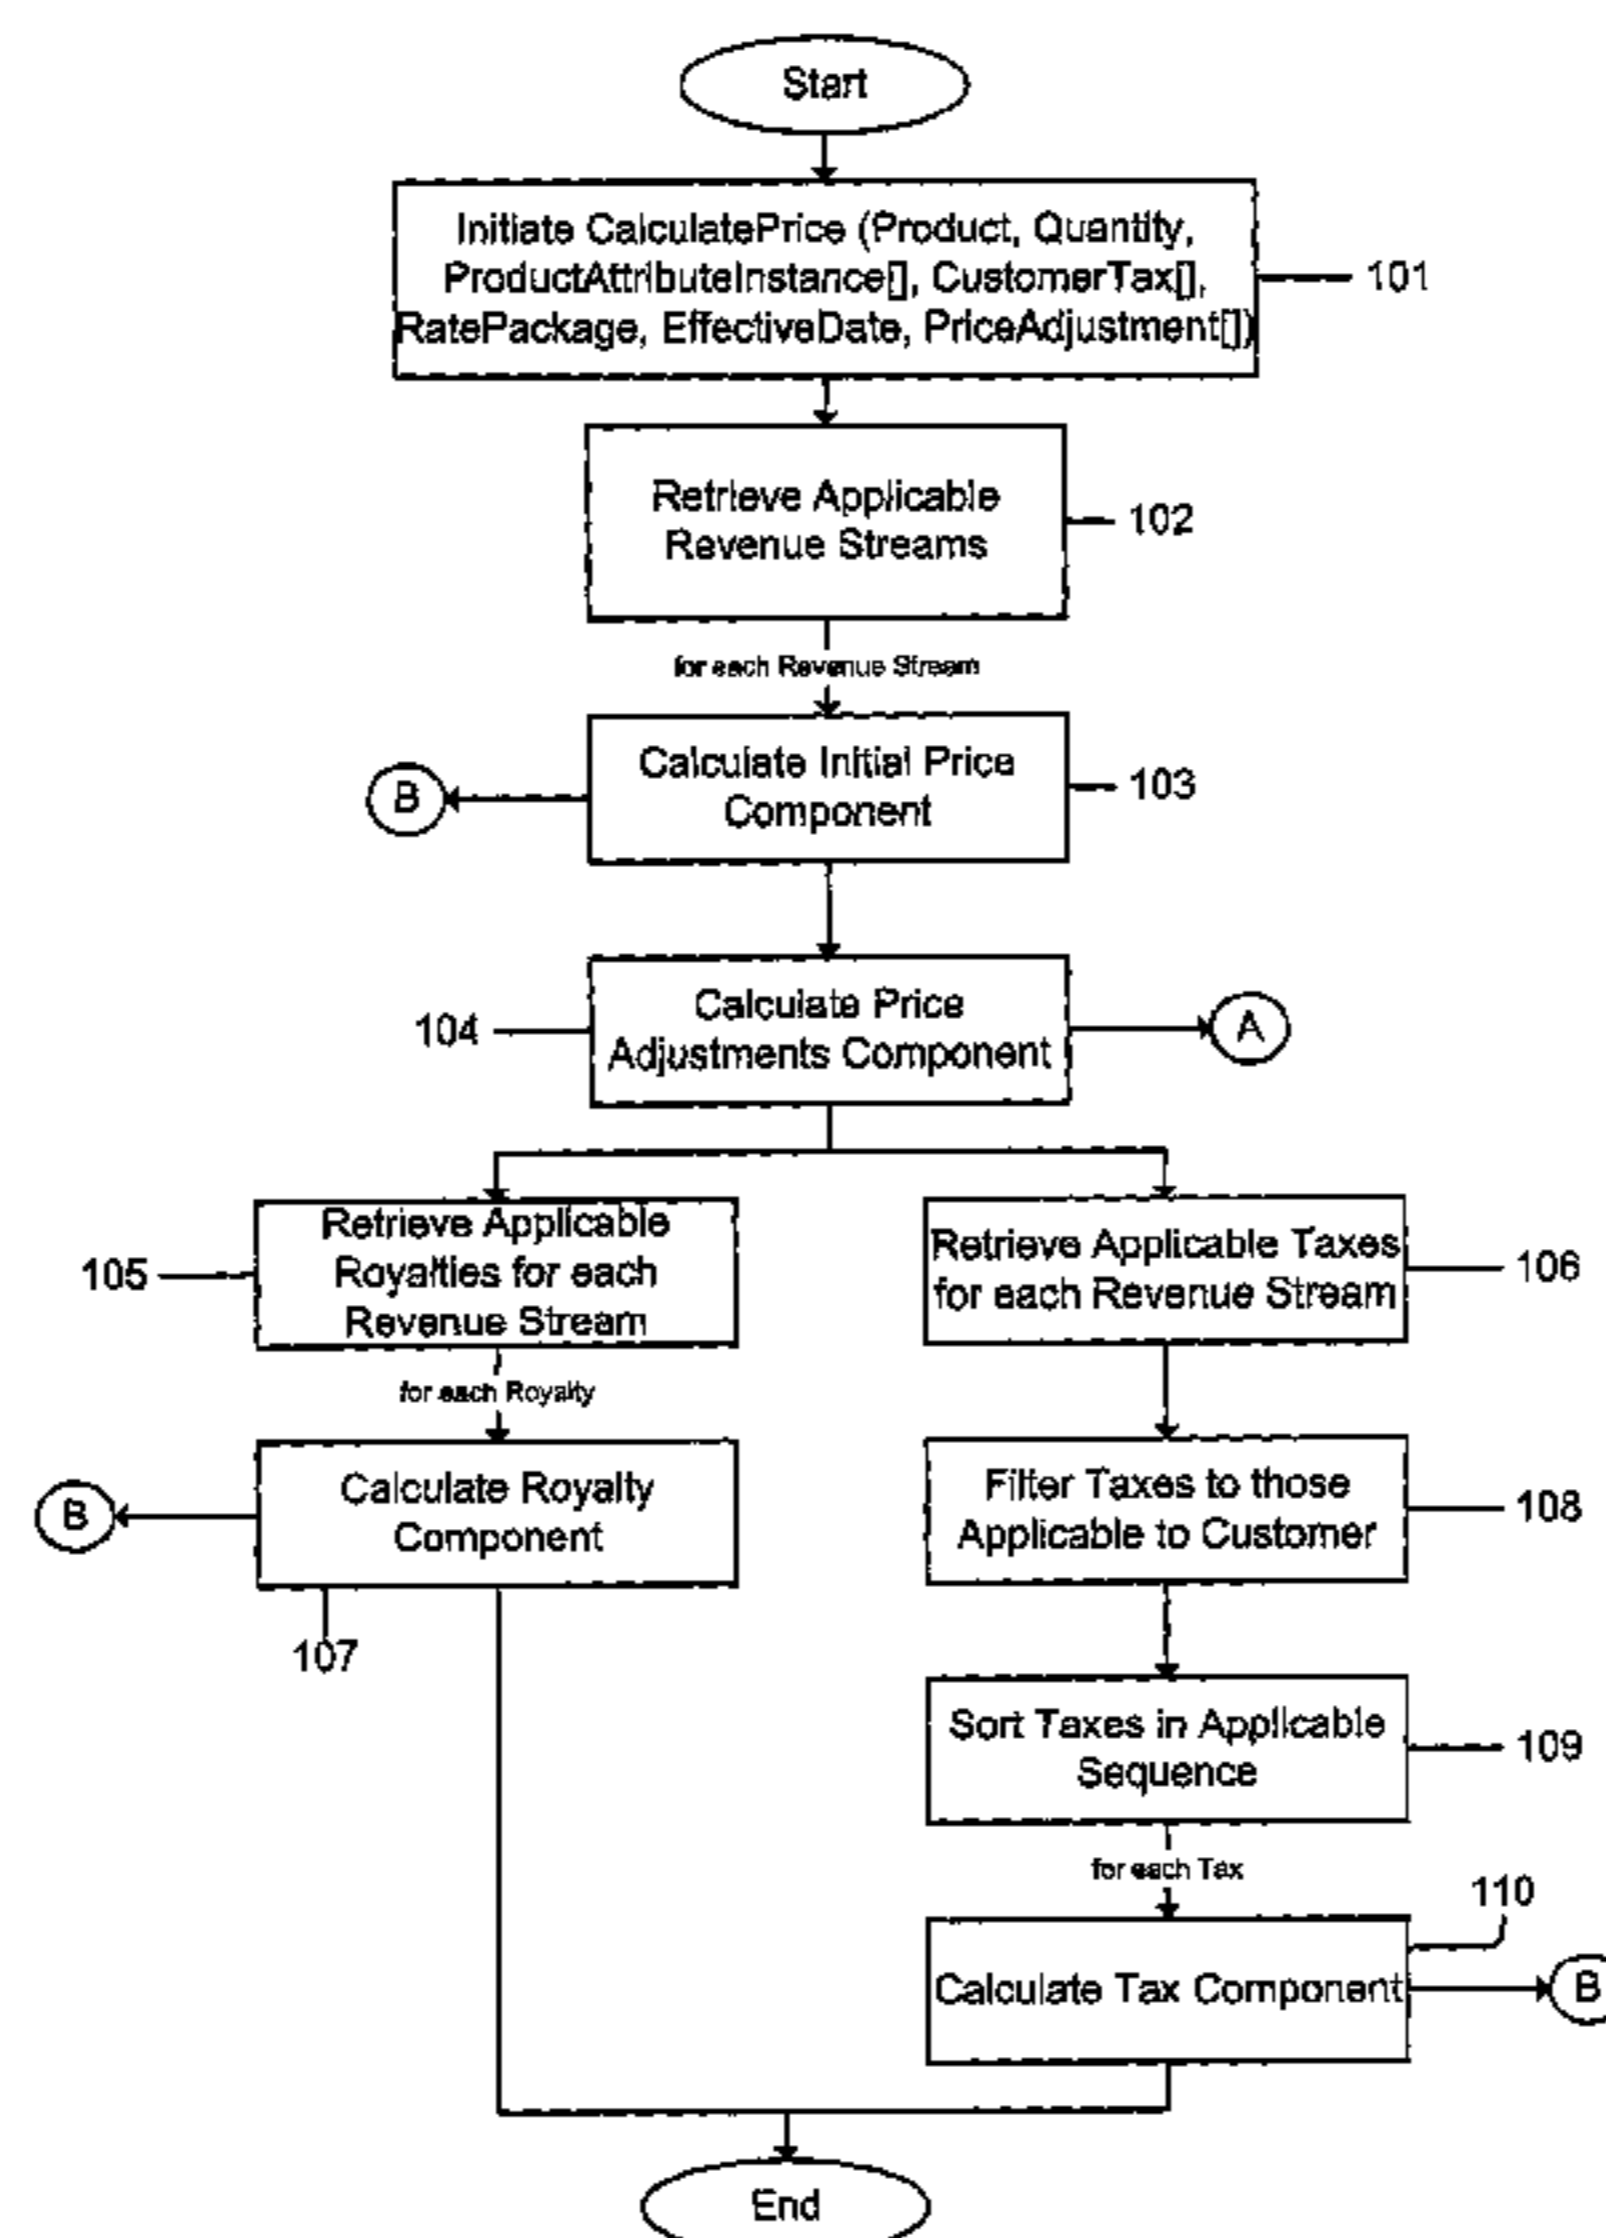 Start
Initiate CalculatePrice (Product, Quantity,
ProductAttributeInstance[], CustomerTax[],
RatePackage, EffectiveDate, PriceAdjustment[])
101
Retrieve Applicable
Revenue Streams
102
for each Revenue Stream
Calculate Initial Price
Component
103
B
Calculate Price
Adjustments Component
104
A
Retrieve Applicable
Royalties for each
Revenue Stream
105
Retrieve Applicable Taxes
for each Revenue Stream
106
for each Royalty
Calculate Royalty
Component
B
107
Filter Taxes to those
Applicable to Customer
108
Sort Taxes in Applicable
Sequence
109
for each Tax
110
Calculate Tax Component
B
End